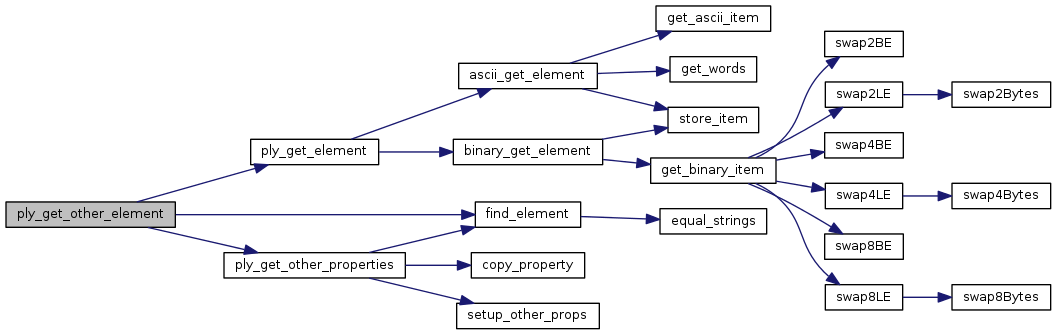 ply_get_other_element
ply_get_element
ascii_get_element
get_ascii_item
get_words
store_item
binary_get_element
get_binary_item
swap2BE
swap2LE
swap2Bytes
swap4BE
swap4LE
swap4Bytes
swap8BE
swap8LE
swap8Bytes
find_element
equal_strings
ply_get_other_properties
copy_property
setup_other_props